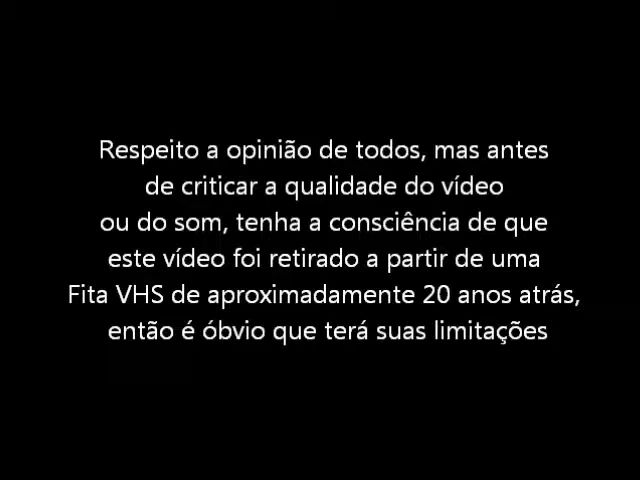 Respeito a opinião de todos, mas antes
de criticar a qualidade do vídeo
ou do som, tenha a consciência de que
este vídeo foi retirado a partir de uma
Fita VHS de aproximadamente 20 anos atrás,
então é óbvio que terá suas limitações